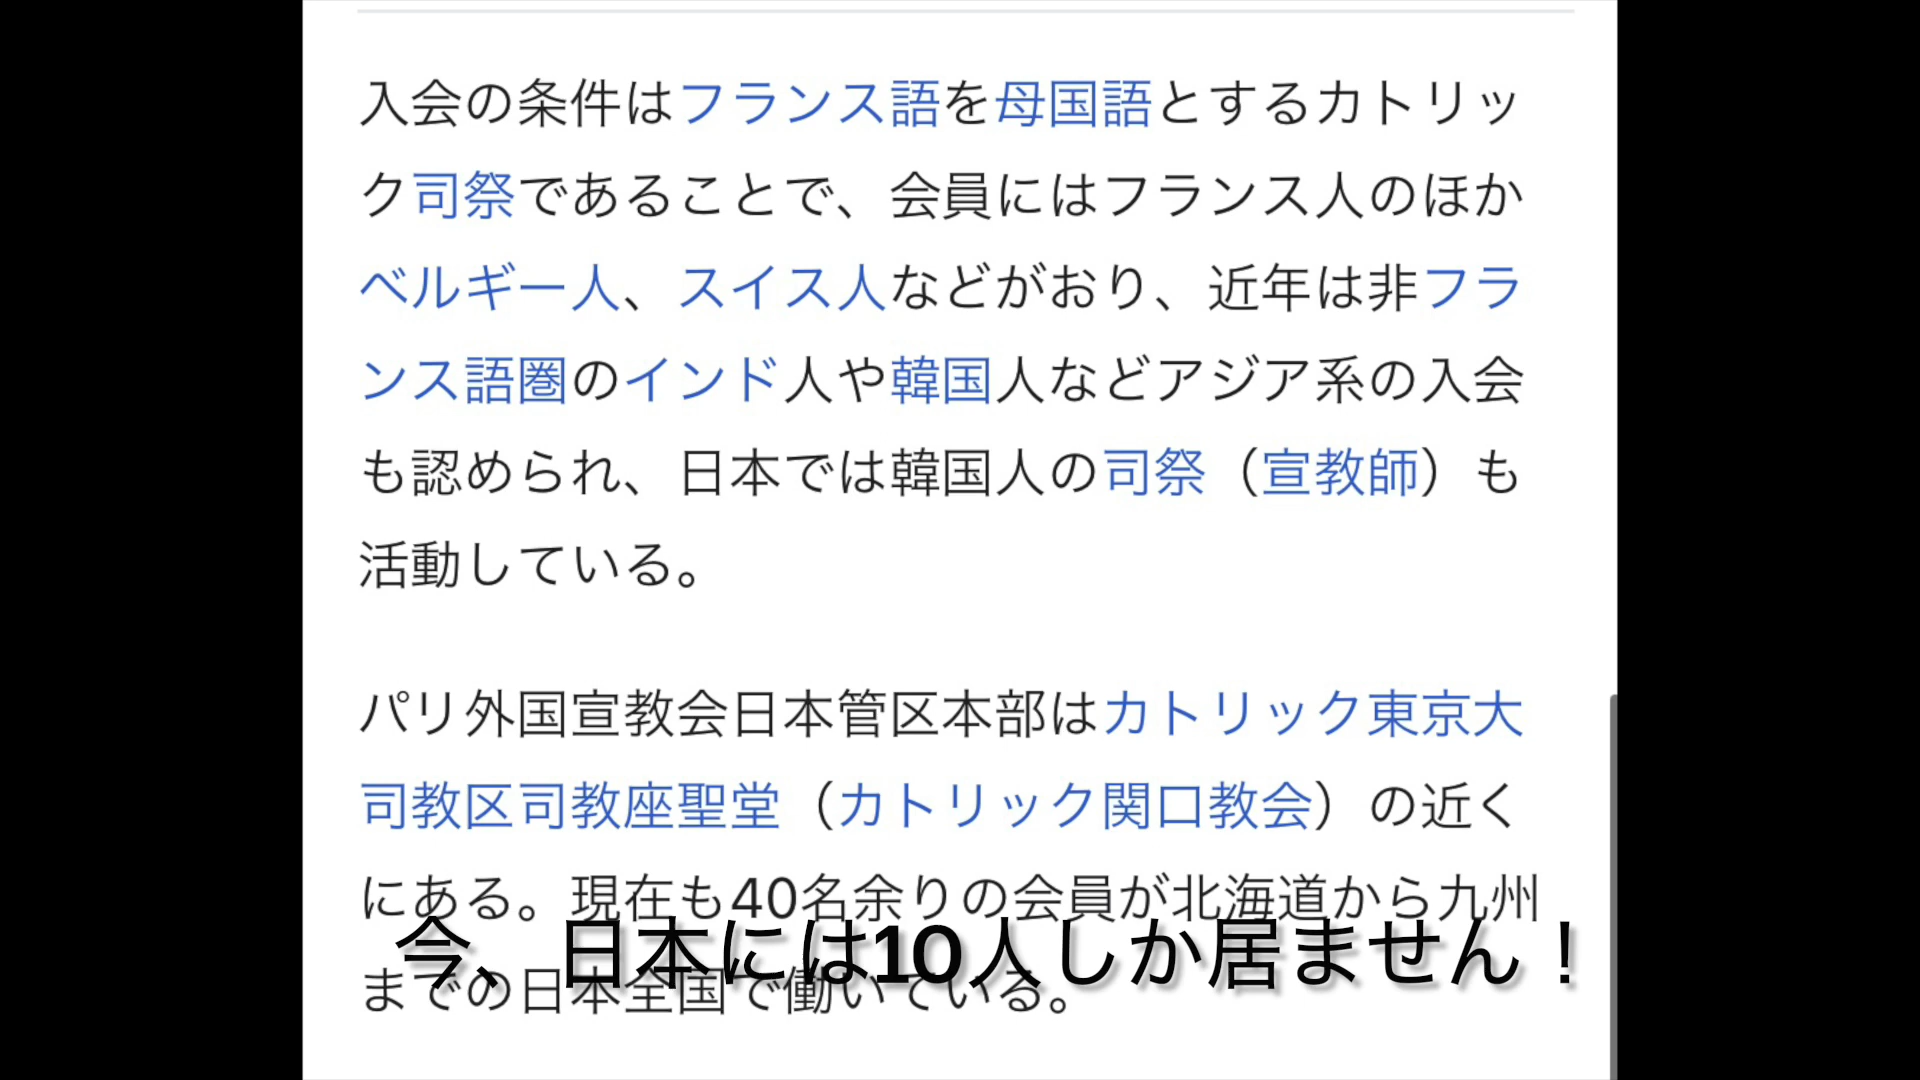 入会の条件はフランス語を母国語とするカトリッ
ク司祭であることで、会員にはフランス人のほか
ベルギー人、スイス人などがおり、近年は非フラ
ンス語圏のインド人や韓国人などアジア系の入会
も認められ、日本では韓国人の司祭（宣教師）も
活動している。
パリ外国宣教会日本管区本部はカトリック東京大
司教区司教座聖堂（カトリック関口教会）の近く
にある。現在も40名余りの会員が北海道から九州
までの日本全国で働いている。
今、日本には10人しか居ません！